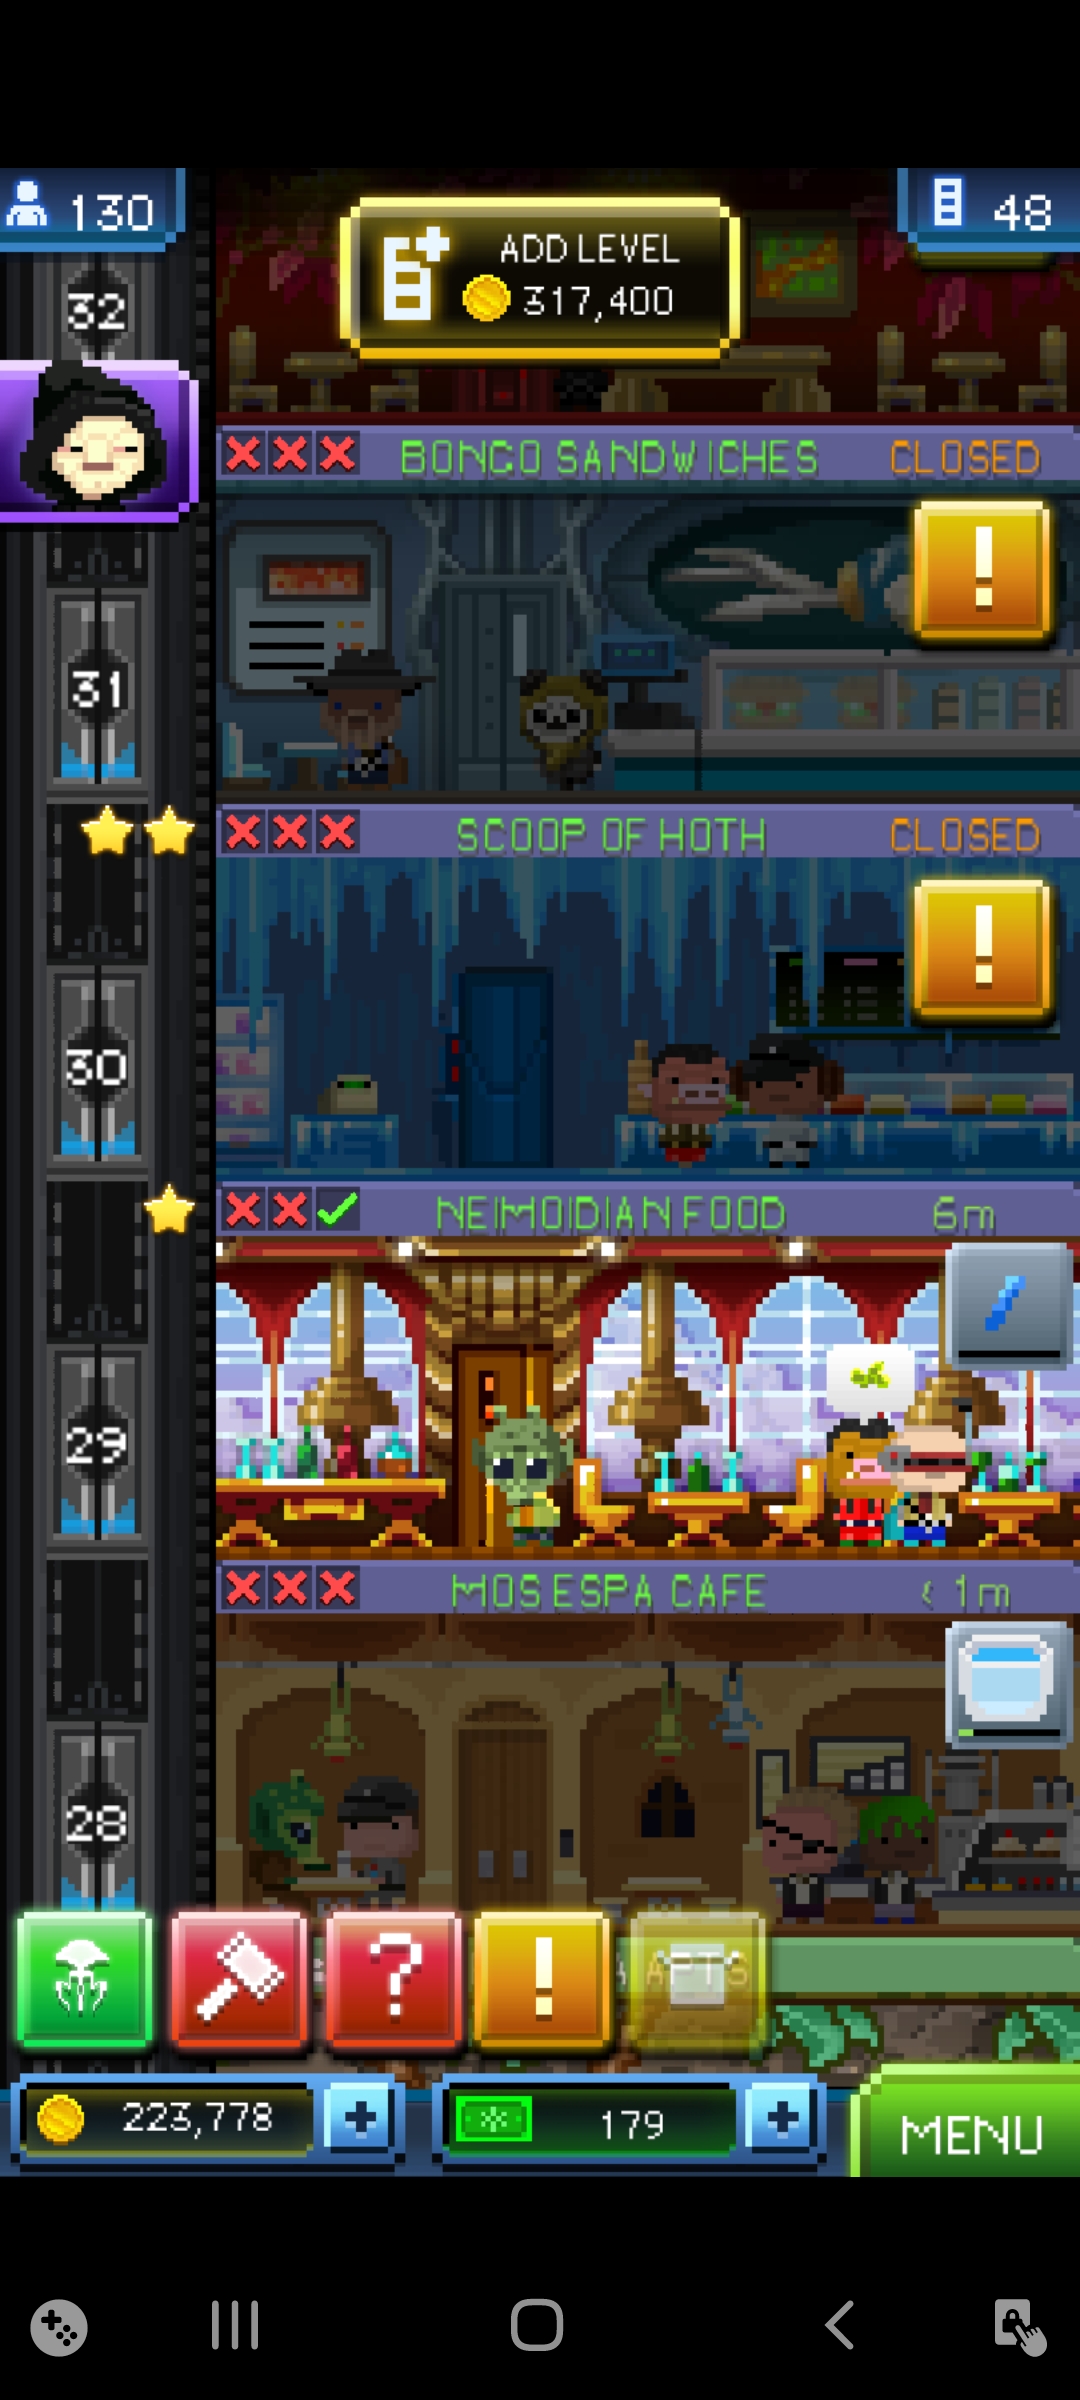 130
ADD LEVEL
317,400
48
32
BONGO SANDWICHES
CLOSED
31
SCOOP OF HOTH
CLOSED
30
NEIMOIDIAN FOOD
6m
29
MOS ESPA CAFE
< 1m
28
APTS
223,778
179
MENU